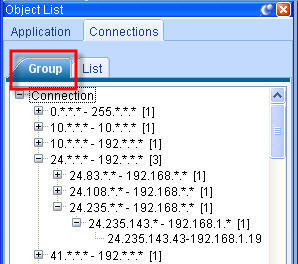 Object List
Application Connections
Group List
Connection
0.*.*.* - 255.*.*.* [1]
10.*.*.* - 10.*.*.* [1]
10.*.*.* - 192.*.*.* [1]
24.*.*.* - 192.*.*.* [3]
24.83.*.* - 192.168.*.* [1]
24.108.*.* - 192.168.*.* [1]
24.235.*.* - 192.168.*.* [1]
24.235.143.* - 192.168.1.* [1]
24.235.143.43-192.168.1.19
41.*.*.* - 192.*.*.* [1]